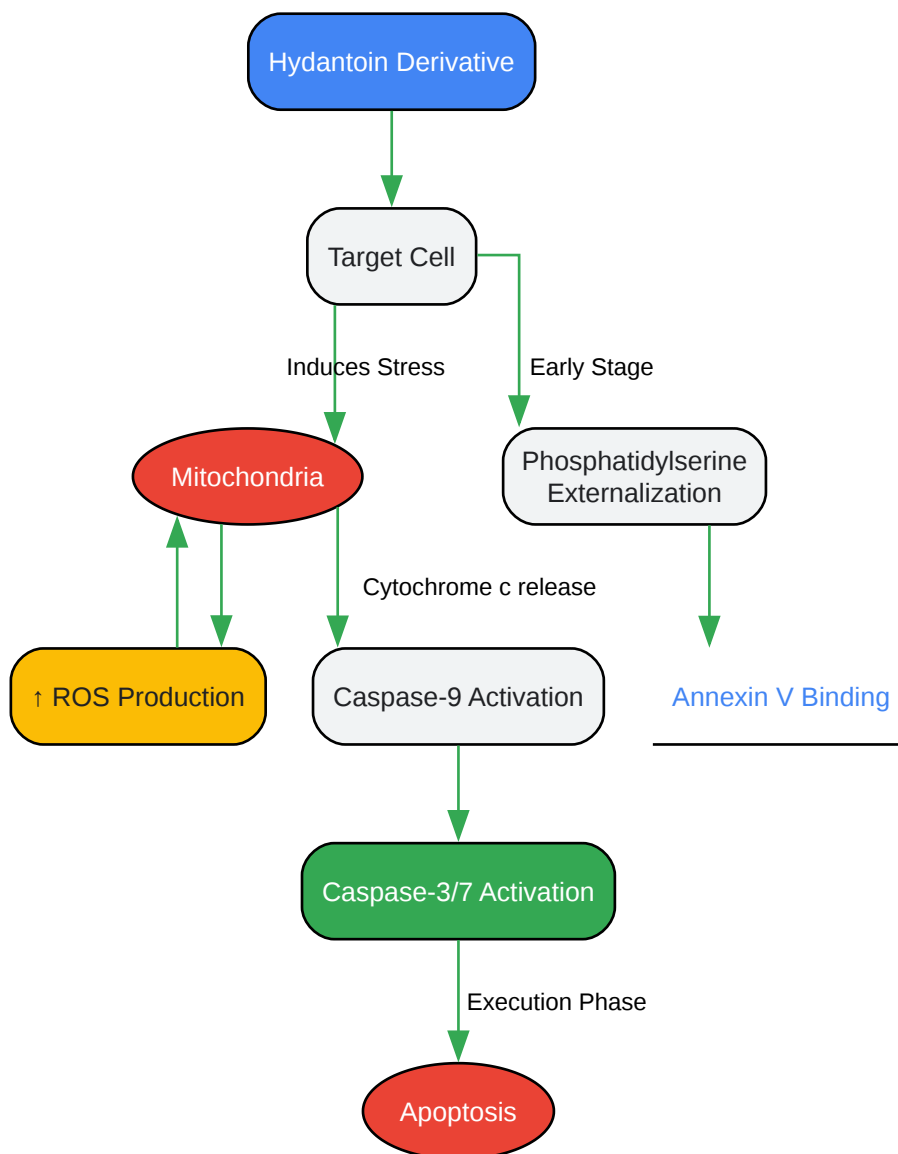 Hydantoin Derivative
Target Cell
Induces Stress
Early Stage
Mitochondria
Phosphatidylserine
Externalization
Cytochrome c release
↑ ROS Production
Caspase-9 Activation
Annexin V Binding
Caspase-3/7 Activation
Execution Phase
Apoptosis